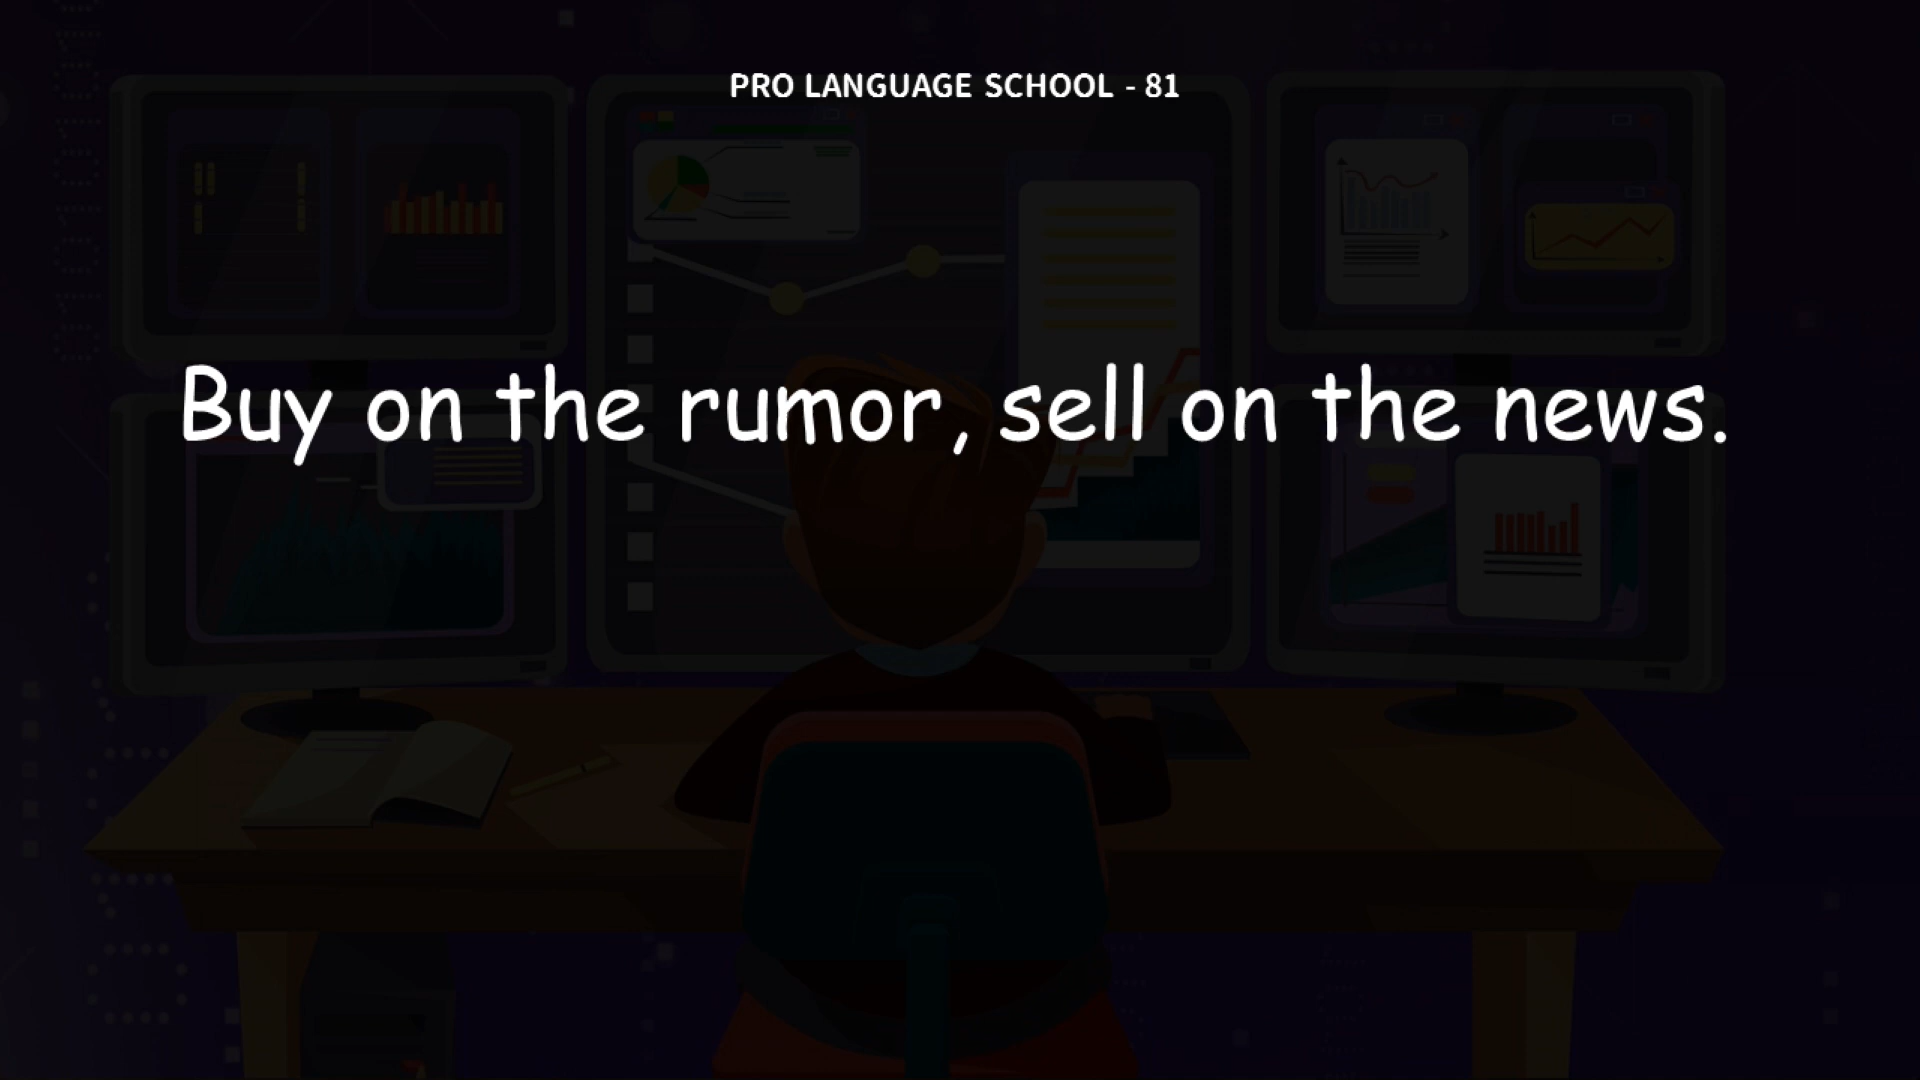 PRO LANGUAGE SCHOOL - 81
Buy on the rumor, sell on the news.